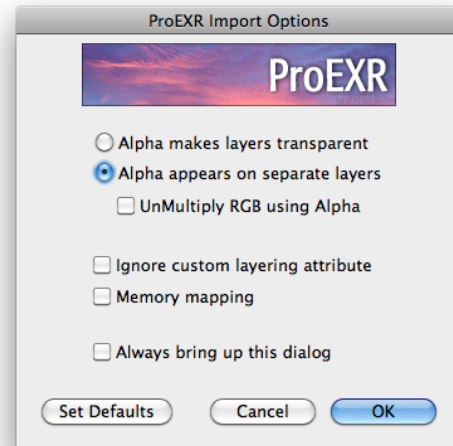 ProEXR Import Options
ProEXR
Alpha makes layers transparent
Alpha appears on separate layers
UnMultiply RGB using Alpha
Ignore custom layering attribute
Memory mapping
Always bring up this dialog
Set Defaults
Cancel
OK